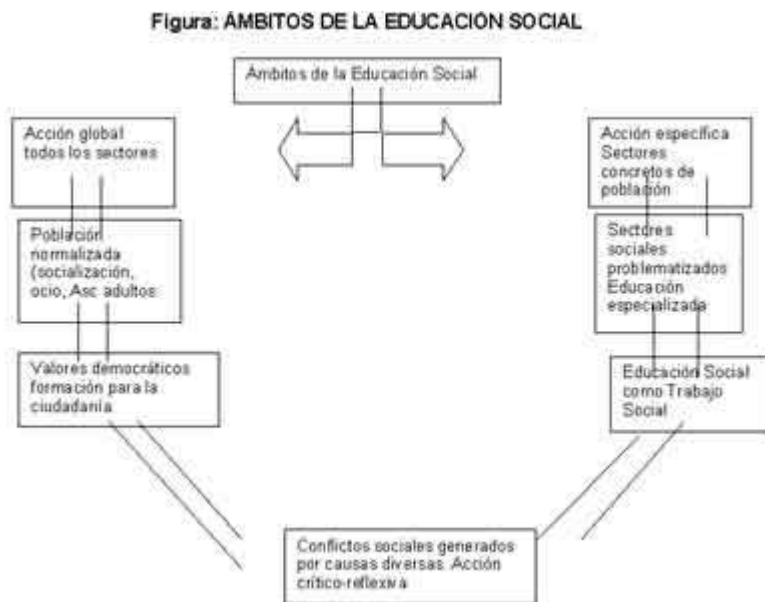 Figura: ÁMBITOS DE LA EDUCACIÓN SOCIAL
Ámbitos de la Educación Social
Acción global
todos los sectores
Población
normalizada
(socialización,
ocio, Asc adultos
Valores democráticos
formación para la
ciudadanía
Acción específica
Sectores
concretos de
población
Sectores
sociales
problematizados
Educación
especializada
Educación Social
como Trabajo
Social
Conflictos sociales generados
por causas diversas. Acción
crítico-reflexiva